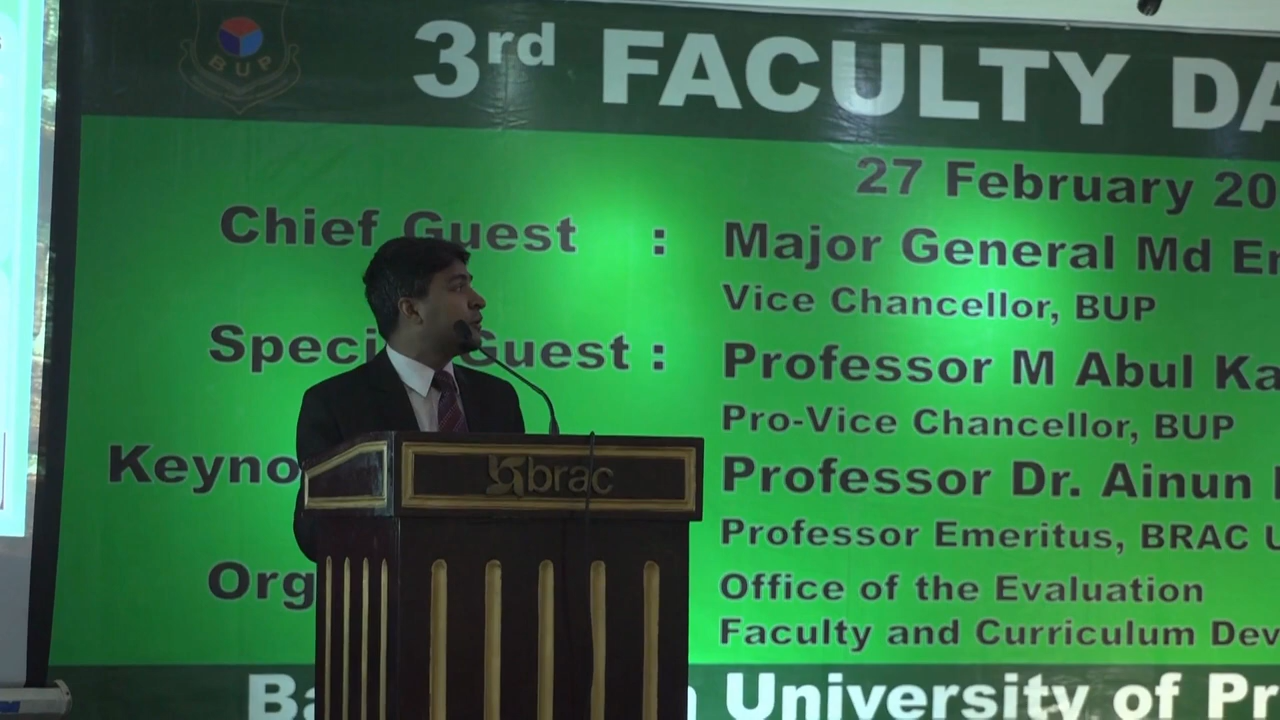 BUP
3rd FACULTY DA
27 February 20
Chief Guest : Major General Md En
Vice Chancellor, BUP
Speci Guest : Professor M Abul Ka
Pro-Vice Chancellor, BUP
Keyno Professor Dr. Ainun
Professor Emeritus, BRAC U
Org Office of the Evaluation
Faculty and Curriculum Dev
Ba n University of Pr
brac